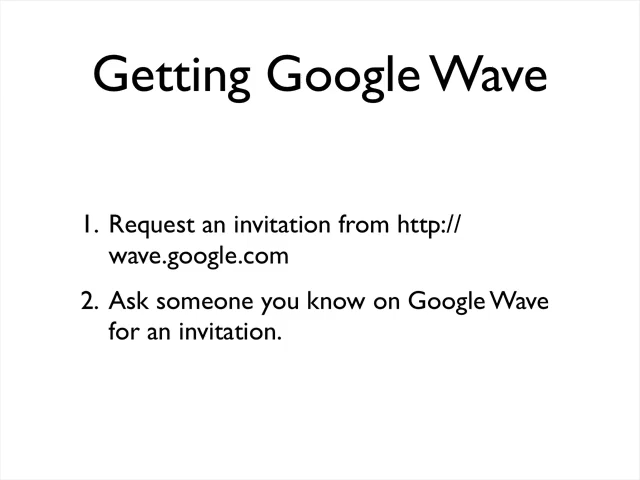 Getting Google Wave
1. Request an invitation from http://
wave.google.com
2. Ask someone you know on Google Wave
for an invitation.